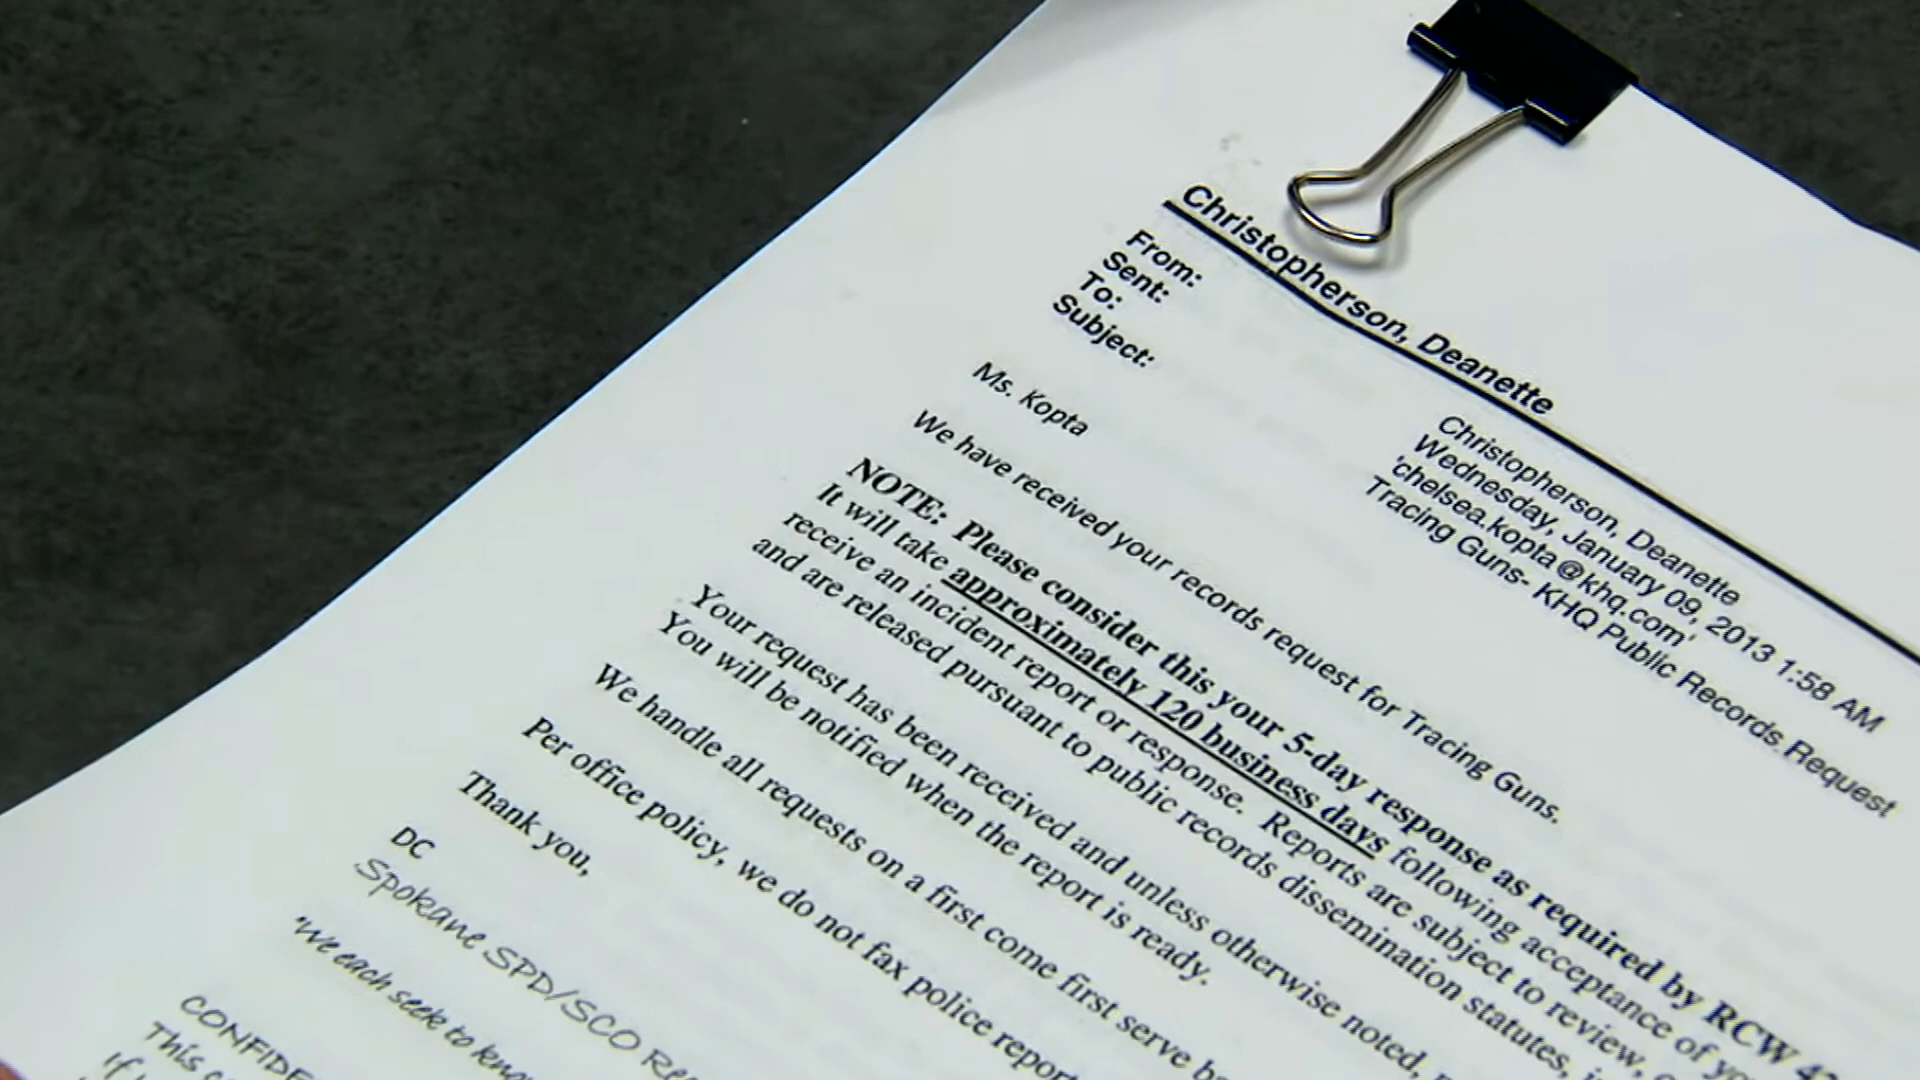 Christopherson, Deanette
From: Christopherson, Deanette
Sent: Wednesday, January 09, 2013 1:58 AM
To: 'chelsea.kopta@khq.com'
Subject: Tracing Guns- KHQ Public Records Request
Ms. Kopta
We have received your records request for Tracing Guns.
NOTE: Please consider this your 5-day response as required by RCW 42
It will take approximately 120 business days following acceptance of
receive an incident report or response. Reports are subject to review,
and are released pursuant to public records dissemination statutes,
Your request has been received and unless otherwise noted,
You will be notified when the report is ready.
We handle all requests on a first come first serve
Per office policy, we do not fax police
Thank you,
DC
Spokane SPD/SCO
"We each seek to
This
If